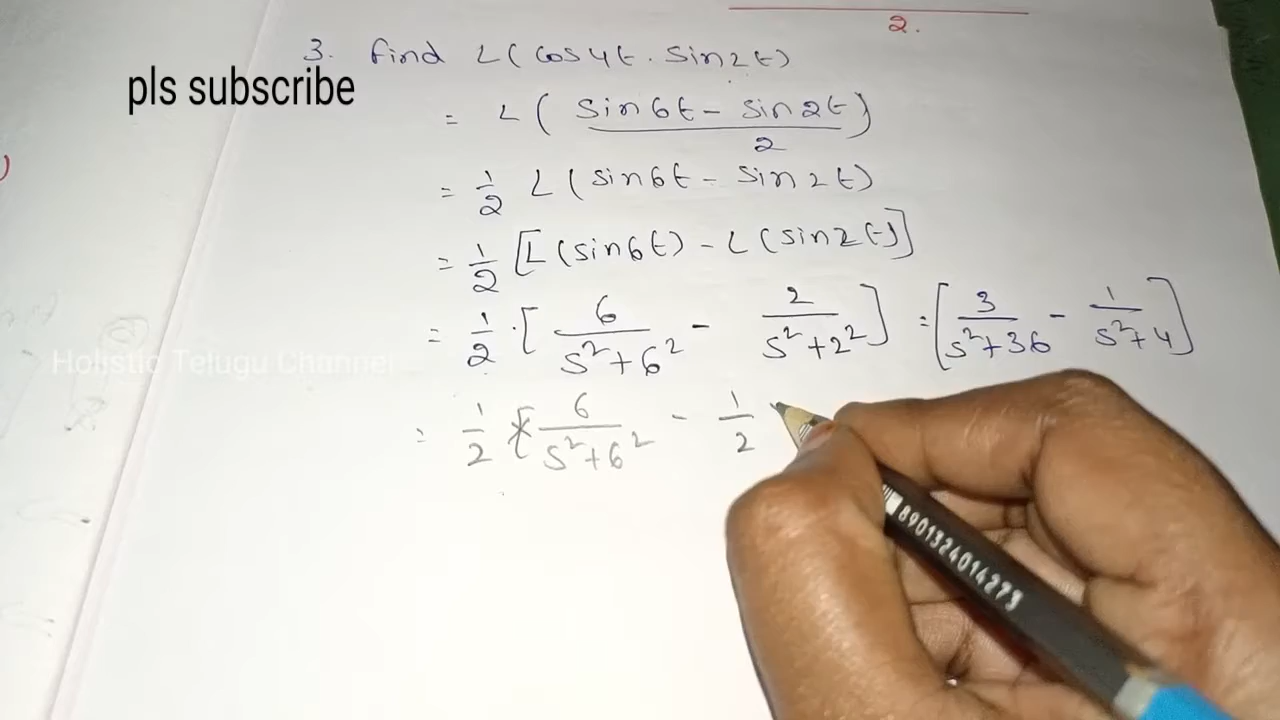 2.
3. Find L(cos4t. sin2t)
pls subscribe
= L( sin6t - sin2t / 2 )
= 1/2 L(sin6t - sin2t)
= 1/2 [L(sin6t) - L(sin2t)]
= 1/2 . [ 6 / s²+6² - 2 / s²+2² ] = [ 3 / s²+36 - 1 / s²+4 ]
Holistic Telugu Channel
= 1/2 * 6 / s²+6² - 1/2
8901324014273